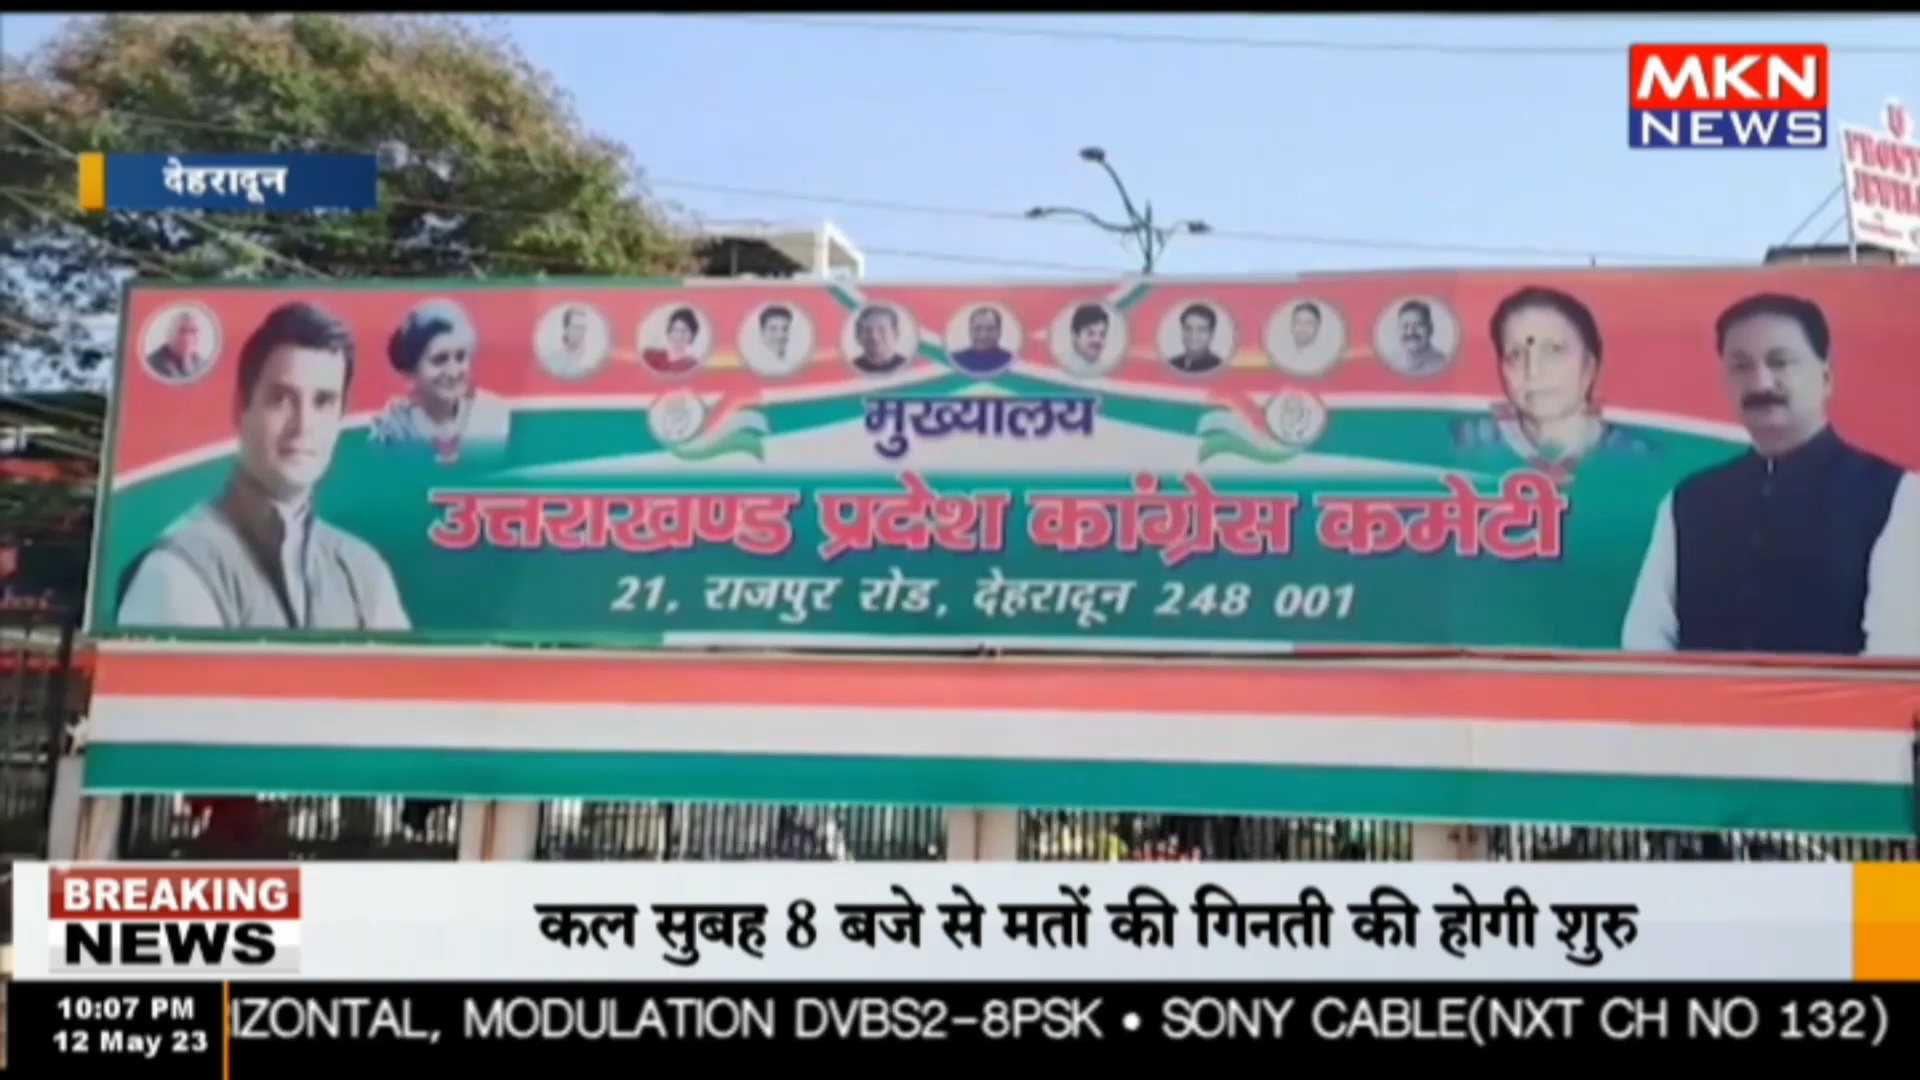 MKN
NEWS
देहरादून
मुख्यालय
उत्तराखण्ड प्रदेश कांग्रेस कमेटी
21, राजपुर रोड, देहरादून 248 001
BREAKING
NEWS
कल सुबह 8 बजे से मतों की गिनती की होगी शुरु
10:07 PM
12 May 23
IZONTAL, MODULATION DVBS2-8PSK • SONY CABLE(NXT CH NO 132)